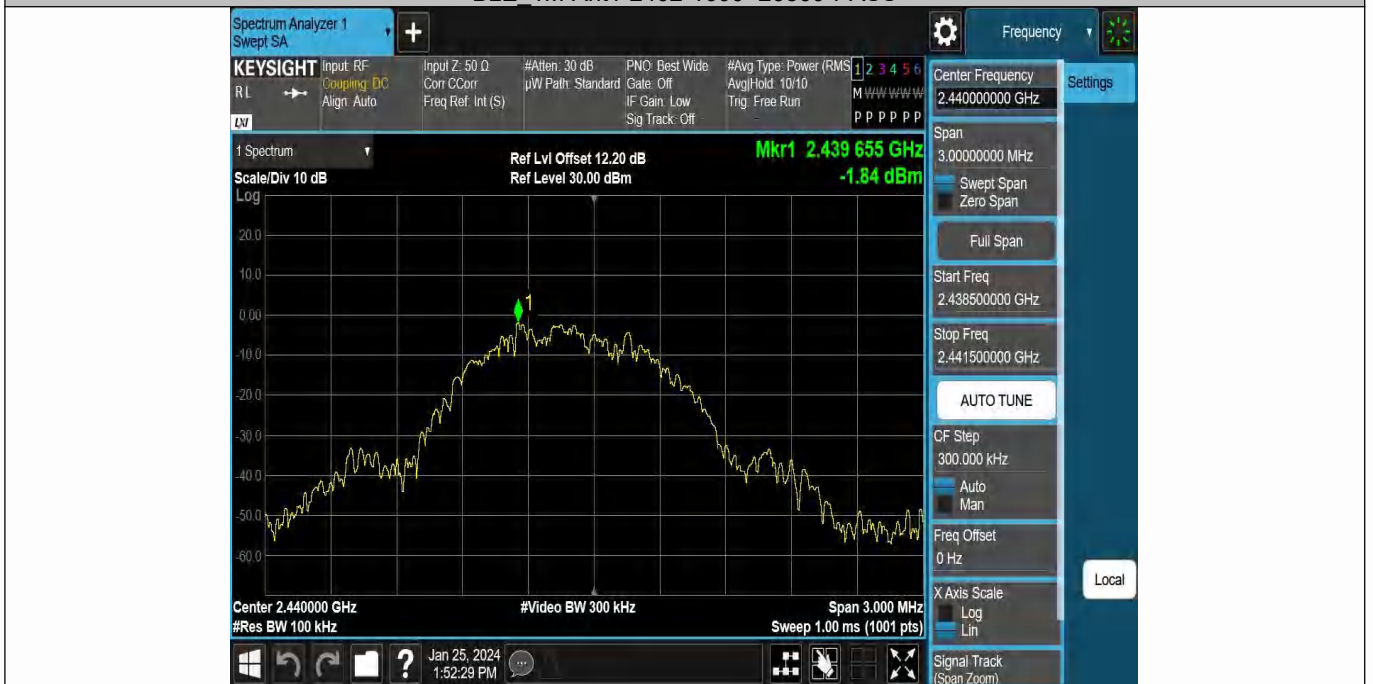 Spectrum Analyzer 1
Swept SA
+
Frequency
KEYSIGHT
RL
LXI
Input: RF
Coupling: DC
Align: Auto
Input Z: 50 Ω
Corr CCorr
Freq Ref: Int (S)
#Atten: 30 dB
µW Path: Standard
PNO: Best Wide
Gate: Off
IF Gain: Low
Sig Track: Off
#Avg Type: Power (RMS
Avg|Hold: 10/10
Trig: Free Run
1 2 3 4 5 6
M W W W W W
P P P P P P
Center Frequency
2.440000000 GHz
Settings
1 Spectrum
Scale/Div 10 dB
Log
Ref Lvl Offset 12.20 dB
Ref Level 30.00 dBm
Mkr1 2.439 655 GHz
-1.84 dBm
Span
3.00000000 MHz
Swept Span
Zero Span
Full Span
Start Freq
2.438500000 GHz
Stop Freq
2.441500000 GHz
AUTO TUNE
CF Step
300.000 kHz
Auto
Man
Freq Offset
0 Hz
X Axis Scale
Log
Lin
Signal Track
(Span Zoom)
Local
20.0
10.0
0.00
-10.0
-20.0
-30.0
-40.0
-50.0
-60.0
1
Center 2.440000 GHz
#Res BW 100 kHz
#Video BW 300 kHz
Span 3.000 MHz
Sweep 1.00 ms (1001 pts)
?
Jan 25, 2024
1:52:29 PM